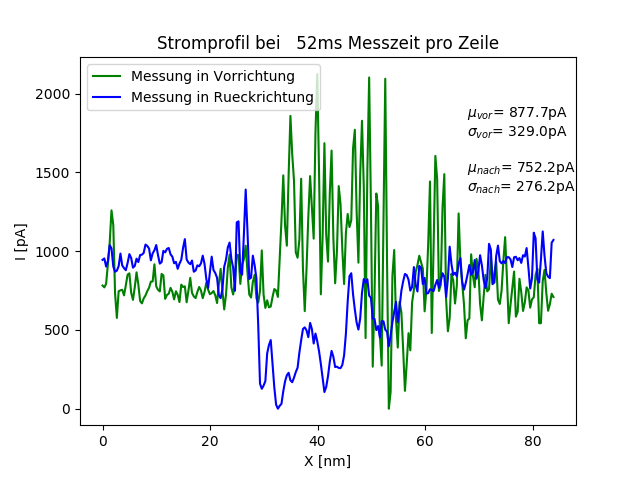 Stromprofil bei   52ms Messzeit pro Zeile
Messung in Vorrichtung
Messung in Rueckrichtung
μvor= 877.7pA
σvor= 329.0pA
μnach= 752.2pA
σnach= 276.2pA
I [pA]
2000
1500
1000
500
0
0 20 40 60 80
X [nm]